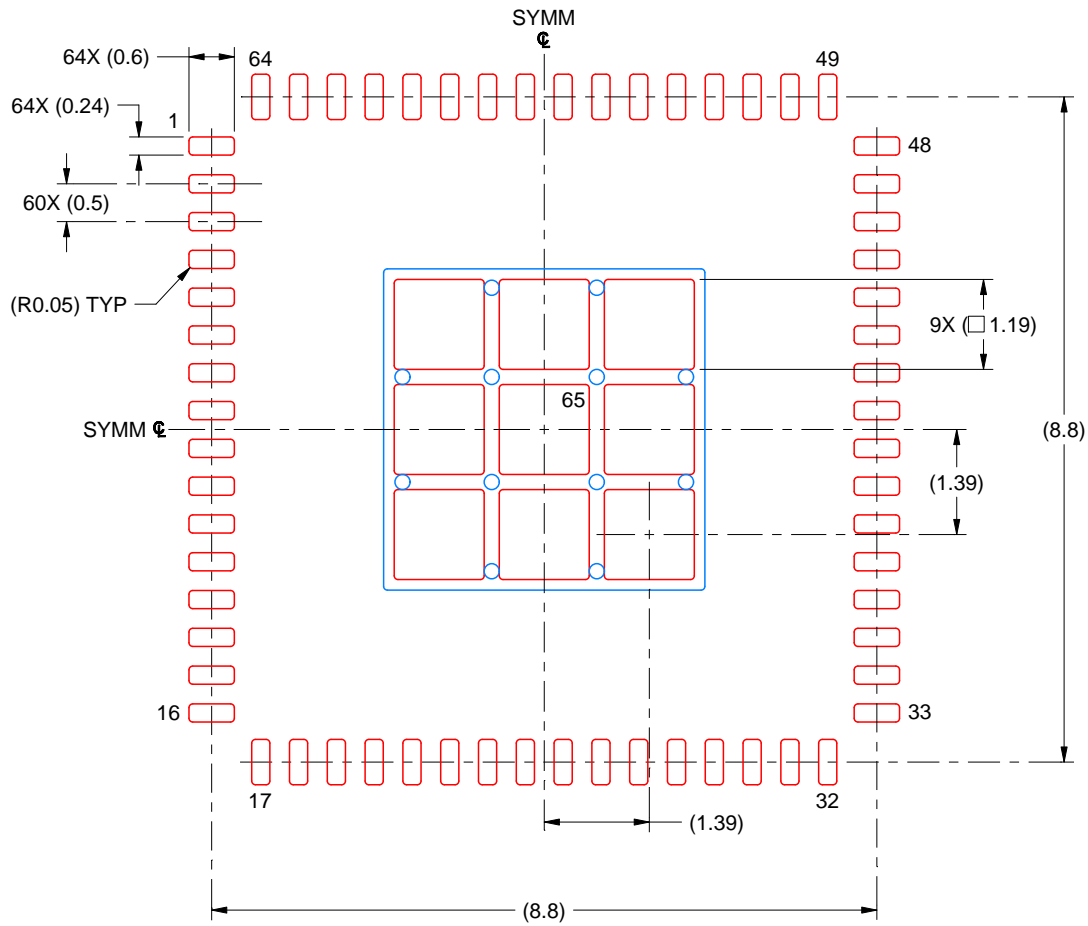 SYMM
℄
64X (0.6)
64
49
64X (0.24)
1
48
60X (0.5)
(R0.05) TYP
9X (□ 1.19)
65
SYMM ℄
(8.8)
(1.39)
16
33
17
32
(1.39)
(8.8)